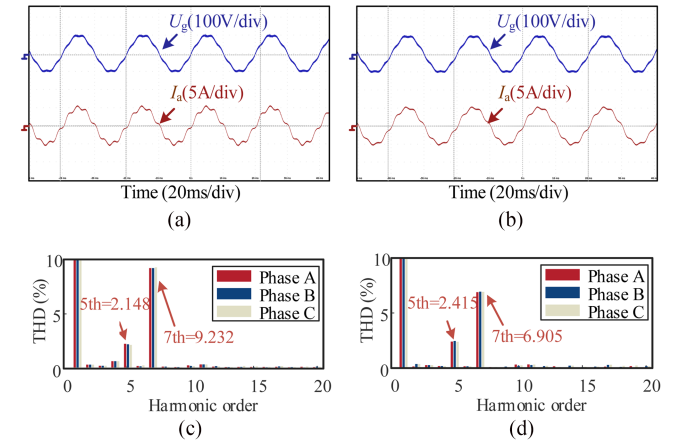 (a)
(b)
Ug(100V/div)
Ug(100V/div)
Ia(5A/div)
Ia(5A/div)
Time (20ms/div)
Time (20ms/div)
(a)
(b)
10
Phase A
Phase B
Phase C
5th=2.148
7th=9.232
5
0
THD (%)
0 5 10 15 20
Harmonic order
(c)
10
Phase A
Phase B
Phase C
5th=2.415
7th=6.905
5
0
THD (%)
0 5 10 15 20
Harmonic order
(d)